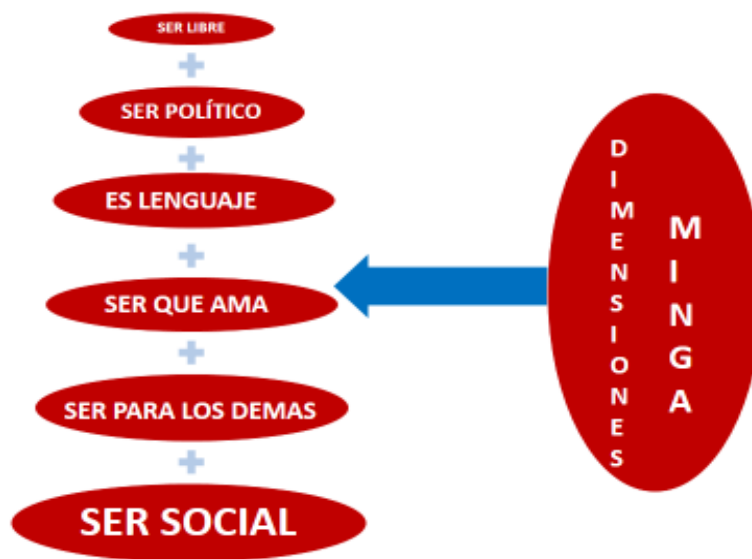 SER LIBRE
SER POLÍTICO
ES LENGUAJE
SER QUE AMA
SER PARA LOS DEMAS
SER SOCIAL
DIMENSIONES
MINGA